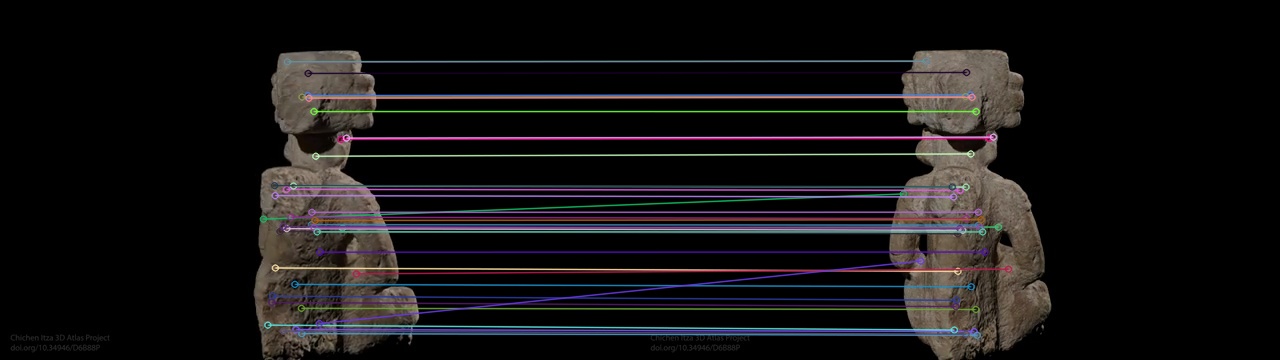 Chichen Itza 3D Atlas Project
doi.org/10.34946/D6B88P
Chichen Itza 3D Atlas Project
doi.org/10.34946/D6B88P